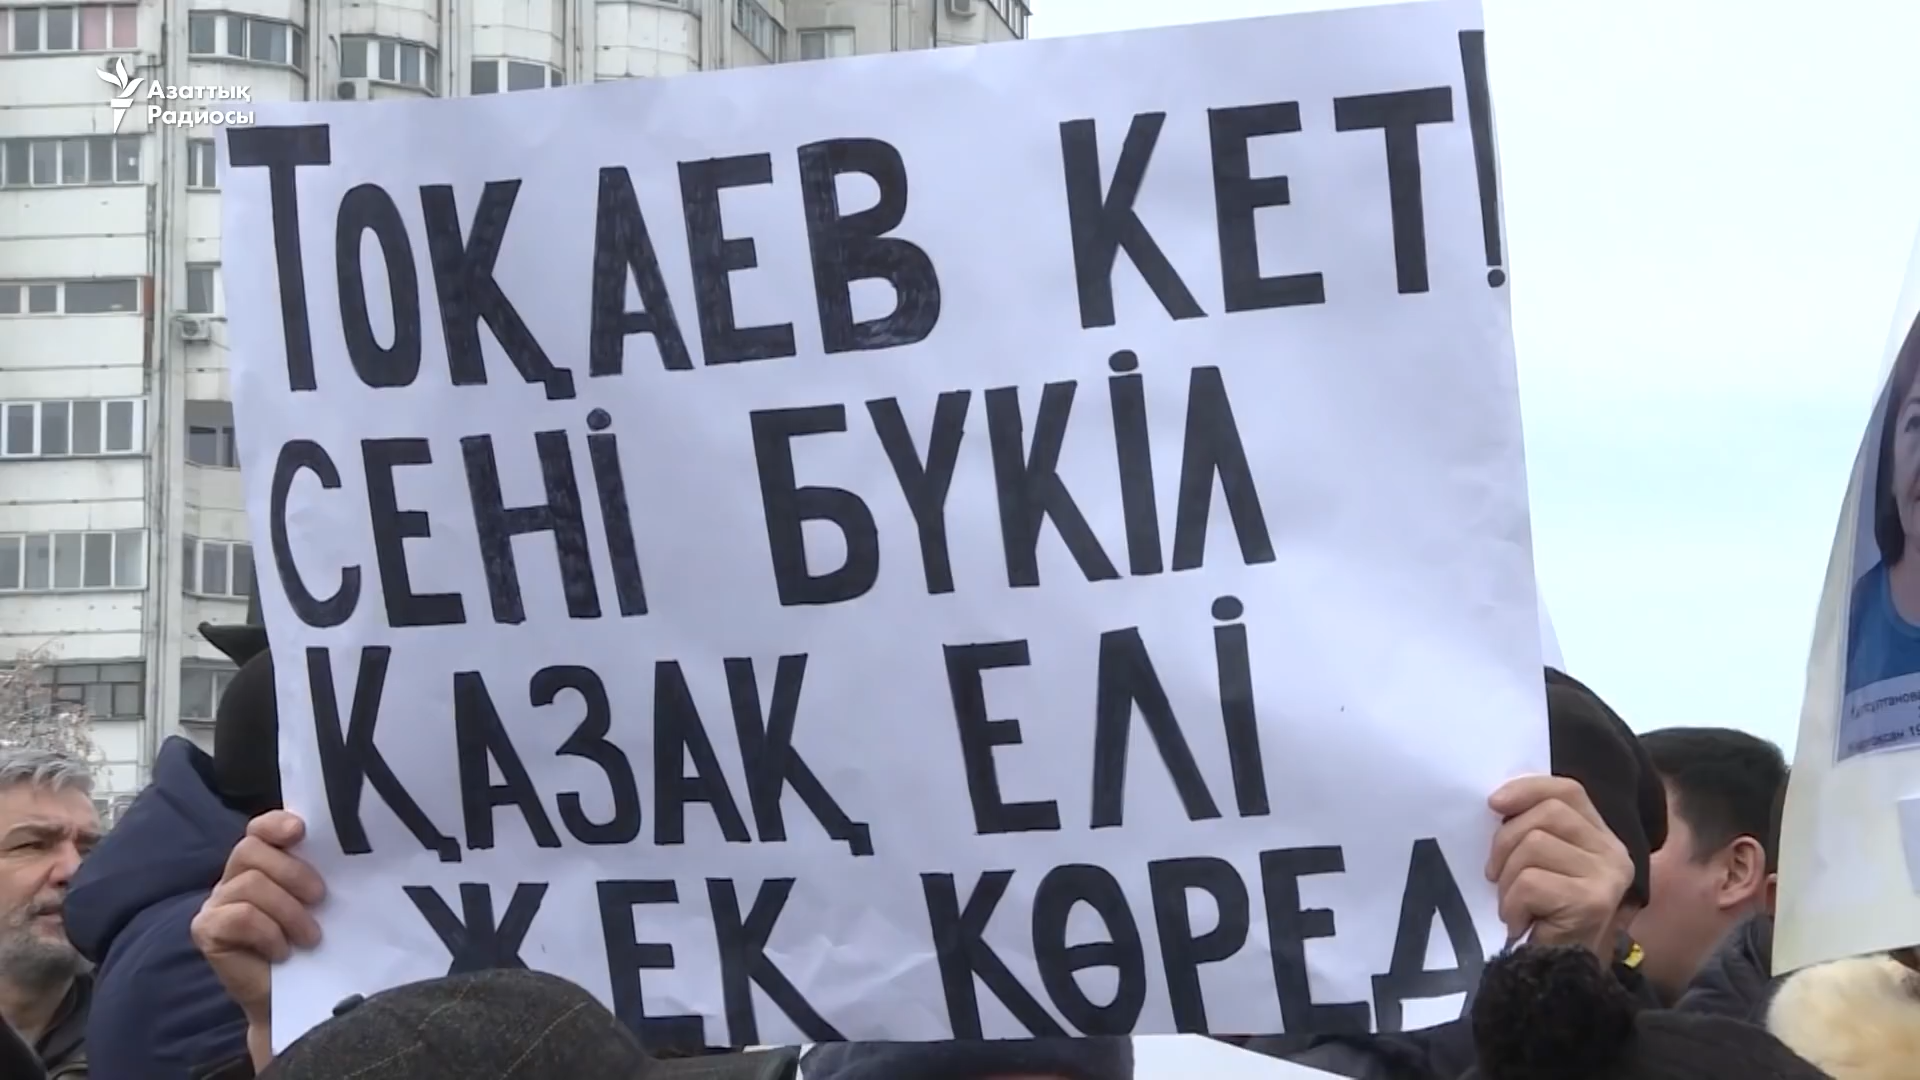 Азаттық
Радиосы
ТОҚАЕВ КЕТ!
СЕНІ БҮКІЛ
ҚАЗАҚ ЕЛІ
ЖЕК КӨРЕД